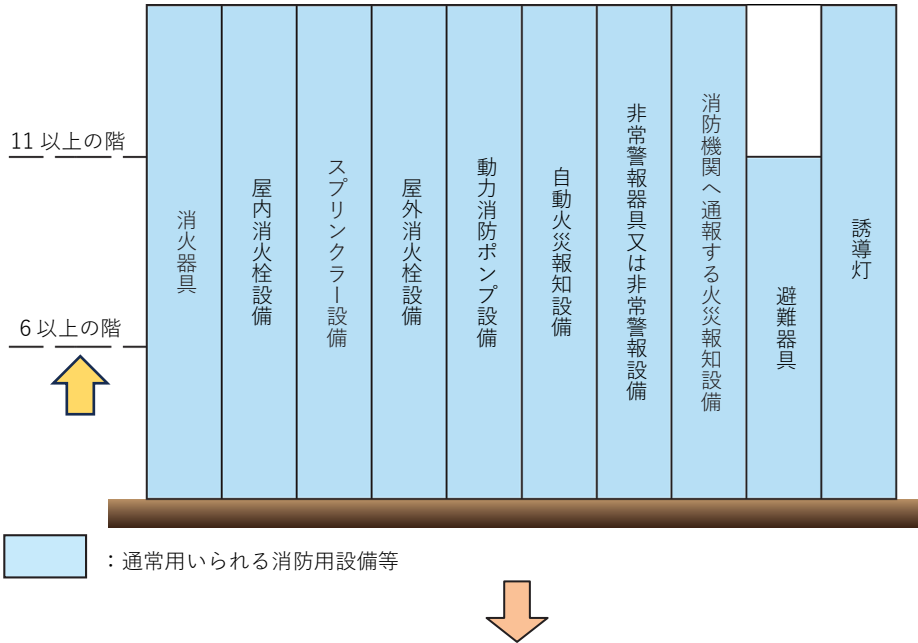 11 以上の階
6 以上の階
消火器具
屋内消火栓設備
スプリンクラー設備
屋外消火栓設備
動力消防ポンプ設備
自動火災報知設備
非常警報器具又は非常警報設備
消防機関へ通報する火災報知設備
避難器具
誘導灯
：通常用いられる消防用設備等